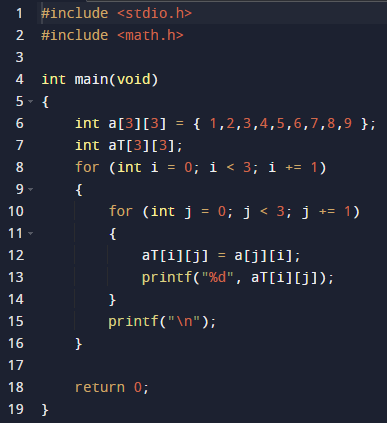 1 #include <stdio.h>
2 #include <math.h>
3
4 int main(void)
5 {
6     int a[3][3] = { 1,2,3,4,5,6,7,8,9 };
7     int aT[3][3];
8     for (int i = 0; i < 3; i += 1)
9     {
10         for (int j = 0; j < 3; j += 1)
11         {
12             aT[i][j] = a[j][i];
13             printf("%d", aT[i][j]);
14         }
15         printf("\n");
16     }
17
18     return 0;
19 }